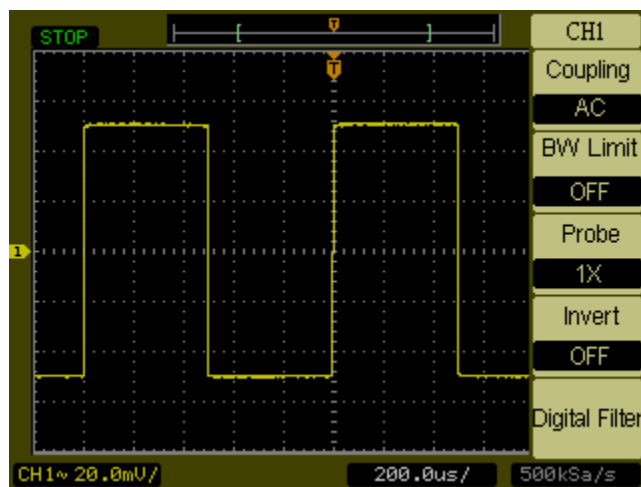 STOP
T
T
CH1
Coupling
AC
BW Limit
OFF
Probe
1X
Invert
OFF
Digital Filter
1
CH1~ 20.0mV/
200.0us/
500kSa/s